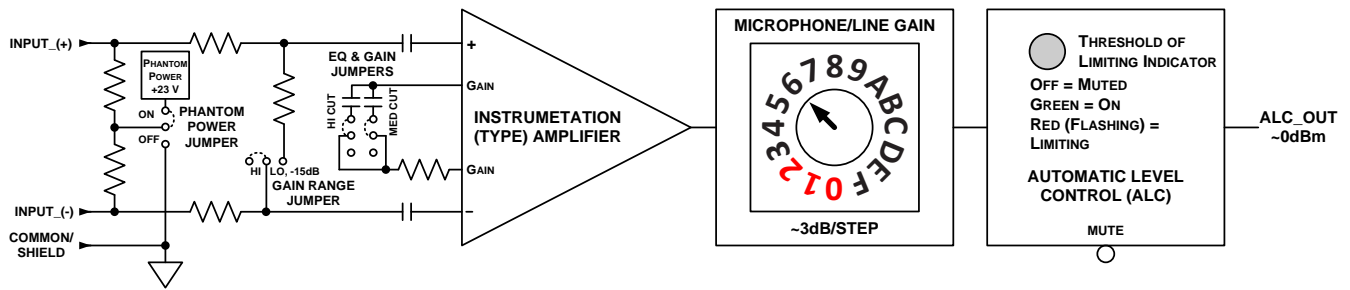 INPUT_(+)
PHANTOM
POWER
+23 V
ON
OFF
PHANTOM
POWER
JUMPER
INPUT_(-)
COMMON/
SHIELD
HI
LO, -15dB
GAIN RANGE
JUMPER
EQ & GAIN
JUMPERS
HI CUT
MED CUT
+
GAIN
GAIN
–
INSTRUMETATION
(TYPE) AMPLIFIER
MICROPHONE/LINE GAIN
0123456789ABCDEF
~3dB/STEP
THRESHOLD OF
LIMITING INDICATOR
OFF = MUTED
GREEN = ON
RED (FLASHING) =
LIMITING
AUTOMATIC LEVEL
CONTROL (ALC)
MUTE
ALC_OUT
~0dBm